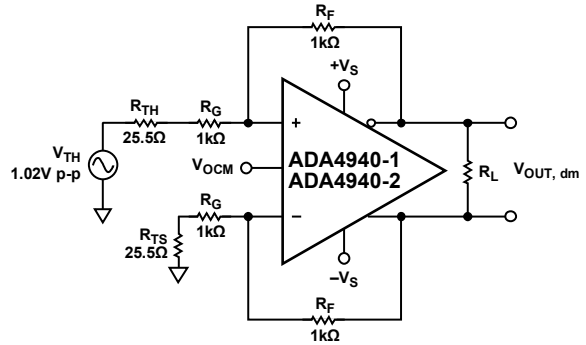 R_F
1kΩ
+V_S
R_TH
25.5Ω
R_G
1kΩ
V_TH
1.02V p-p
+
V_OCM
ADA4940-1
ADA4940-2
R_L
V_OUT, dm
R_G
1kΩ
R_TS
25.5Ω
–
–V_S
R_F
1kΩ